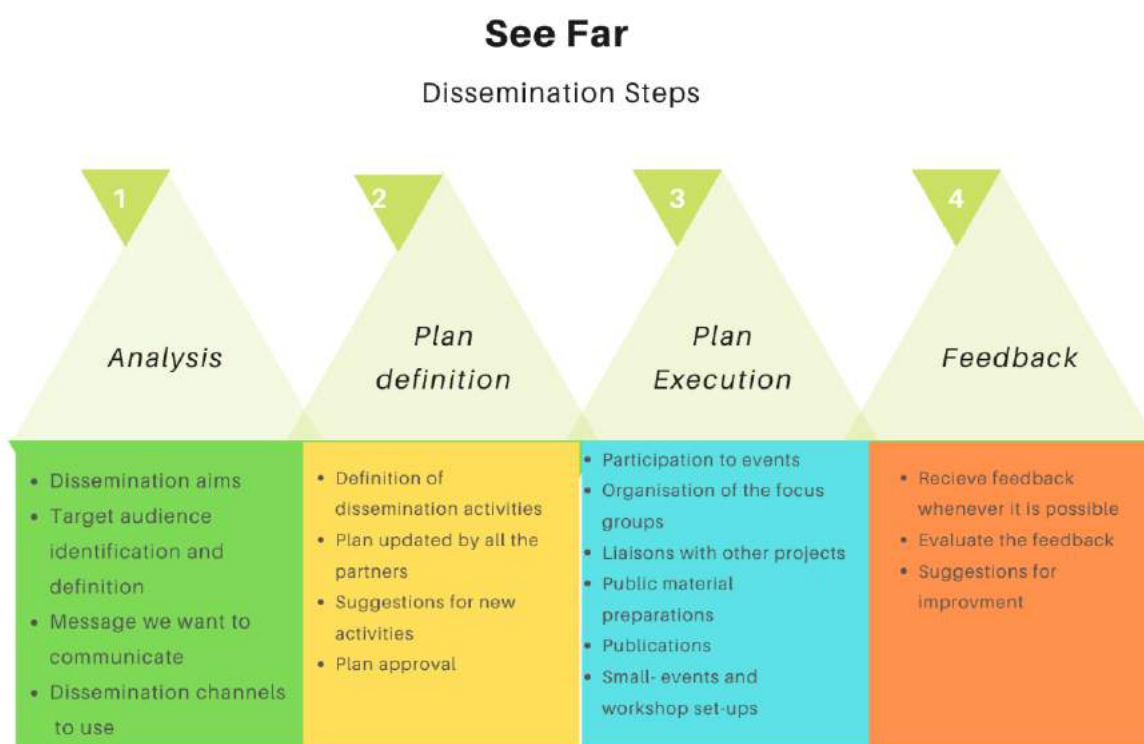 See Far
Dissemination Steps
1
Analysis
• Dissemination aims
• Target audience
identification and
definition
• Message we want to
communicate
• Dissemination channels
to use
2
Plan
definition
• Definition of
dissemination activities
• Plan updated by all the
partners
• Suggestions for new
activities
• Plan approval
3
Plan
Execution
• Participation to events
• Organisation of the focus
groups
• Liaisons with other projects
• Public material
preparations
• Publications
• Small- events and
workshop set-ups
4
Feedback
• Recieve feedback
whenever it is possible
• Evaluate the feedback
• Suggestions for
improvment